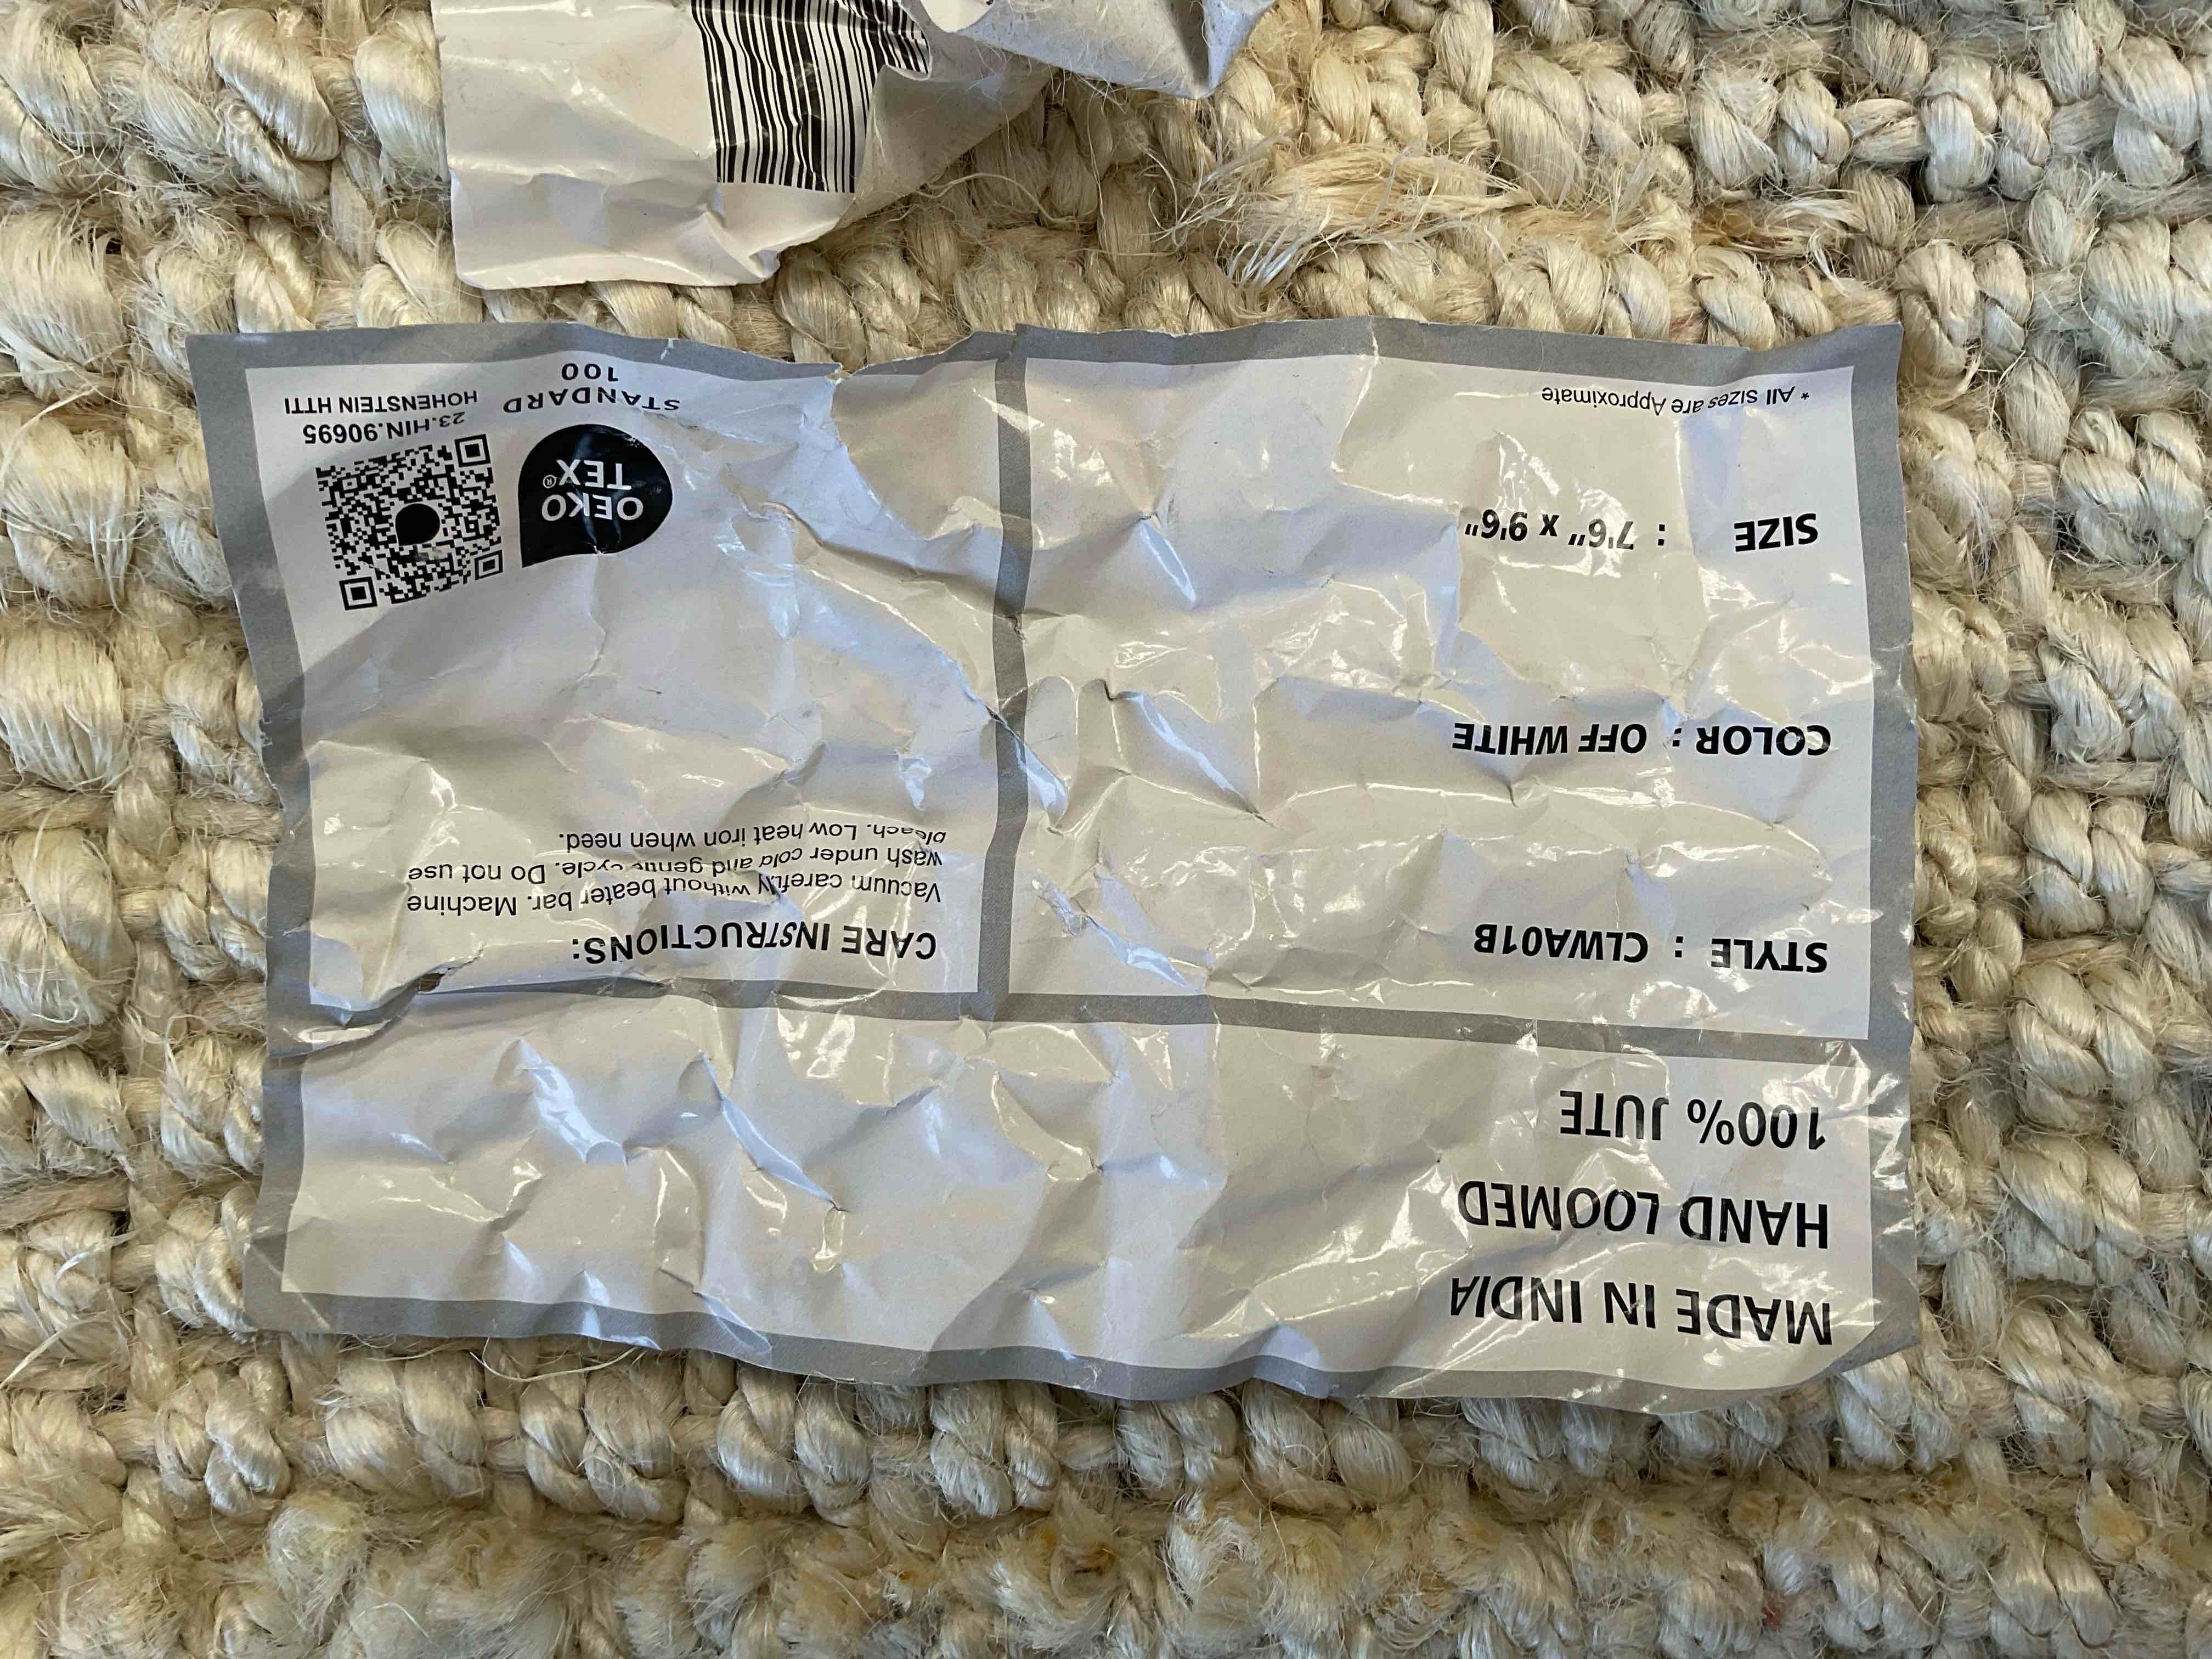 MADE IN INDIA
HAND LOOMED
100% JUTE
STYLE : CLWA01B
COLOR : OFF WHITE
SIZE : 7'6" x 9'6"
* All sizes are Approximate
CARE INSTRUCTIONS:
Vacuum carefully without beater bar. Machine
wash under cold and gentle cycle. Do not use
bleach. Low heat iron when need.
OEKO
TEX®
STANDARD
100
23.HIN.90695
HOHENSTEIN HTTI